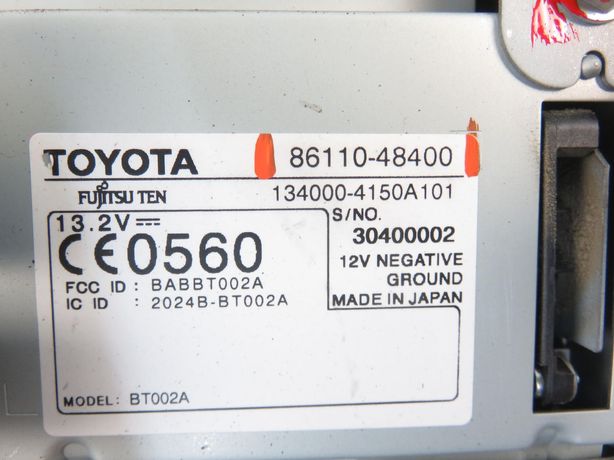 TOYOTA 86110-48400
FUJITSU TEN 134000-4150A101
13.2V S/NO.
CE0560 30400002
12V NEGATIVE
GROUND
FCC ID : BABBT002A
IC ID : 2024B-BT002A MADE IN JAPAN
MODEL: BT002A